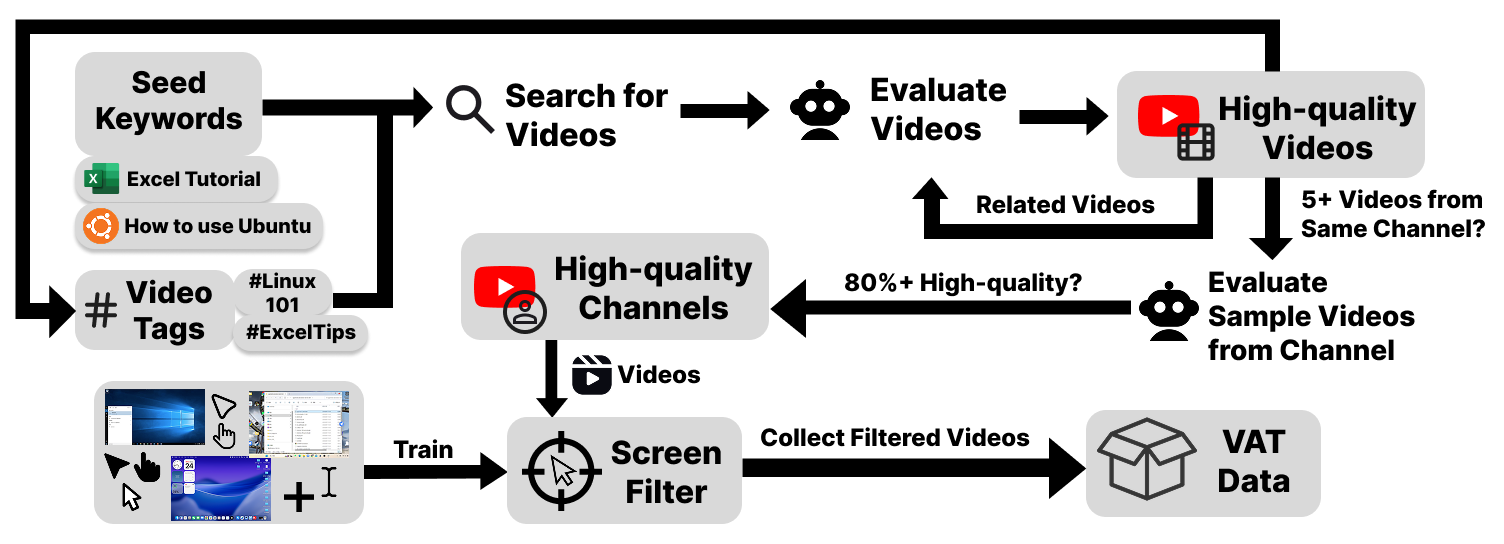 Seed
Keywords
Excel Tutorial
How to use Ubuntu
Video
Tags
#Linux
101
#ExcelTips
Search for
Videos
Evaluate
Videos
High-quality
Videos
Related Videos
5+ Videos from
Same Channel?
Evaluate
Sample Videos
from Channel
80%+ High-quality?
High-quality
Channels
Videos
Train
Screen
Filter
Collect Filtered Videos
VAT
Data